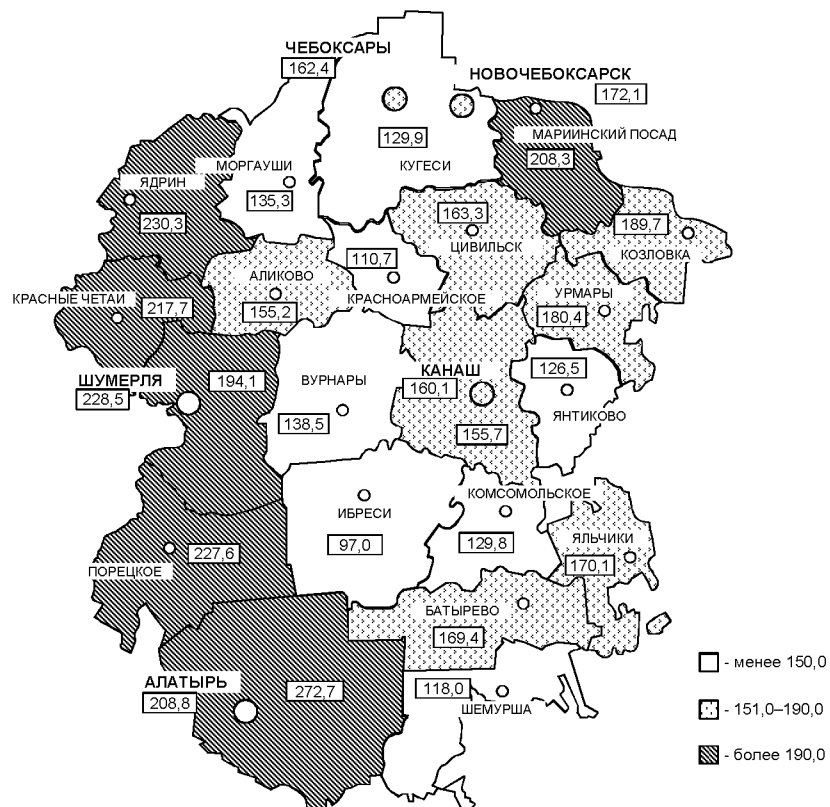 ЧЕБОКСАРЫ
162,4
НОВОЧЕБОКСАРСК
172,1
129,9
КУГЕСИ
МАРИИНСКИЙ ПОСАД
208,3
МОРГАУШИ
135,3
ЯДРИН
230,3
163,3
ЦИВИЛЬСК
189,7
КОЗЛОВКА
110,7
КРАСНОАРМЕЙСКОЕ
АЛИКОВО
155,2
УРМАРЫ
180,4
КРАСНЫЕ ЧЕТАИ
217,7
ШУМЕРЛЯ
228,5
194,1
ВУРНАРЫ
138,5
КАНАШ
160,1
155,7
126,5
ЯНТИКОВО
ИБРЕСИ
97,0
КОМСОМОЛЬСКОЕ
129,8
ЯЛЬЧИКИ
170,1
ПОРЕЦКОЕ
227,6
БАТЫРЕВО
169,4
АЛАТЫРЬ
208,8
272,7
118,0
ШЕМУРША
- менее 150,0
- 151,0–190,0
- более 190,0